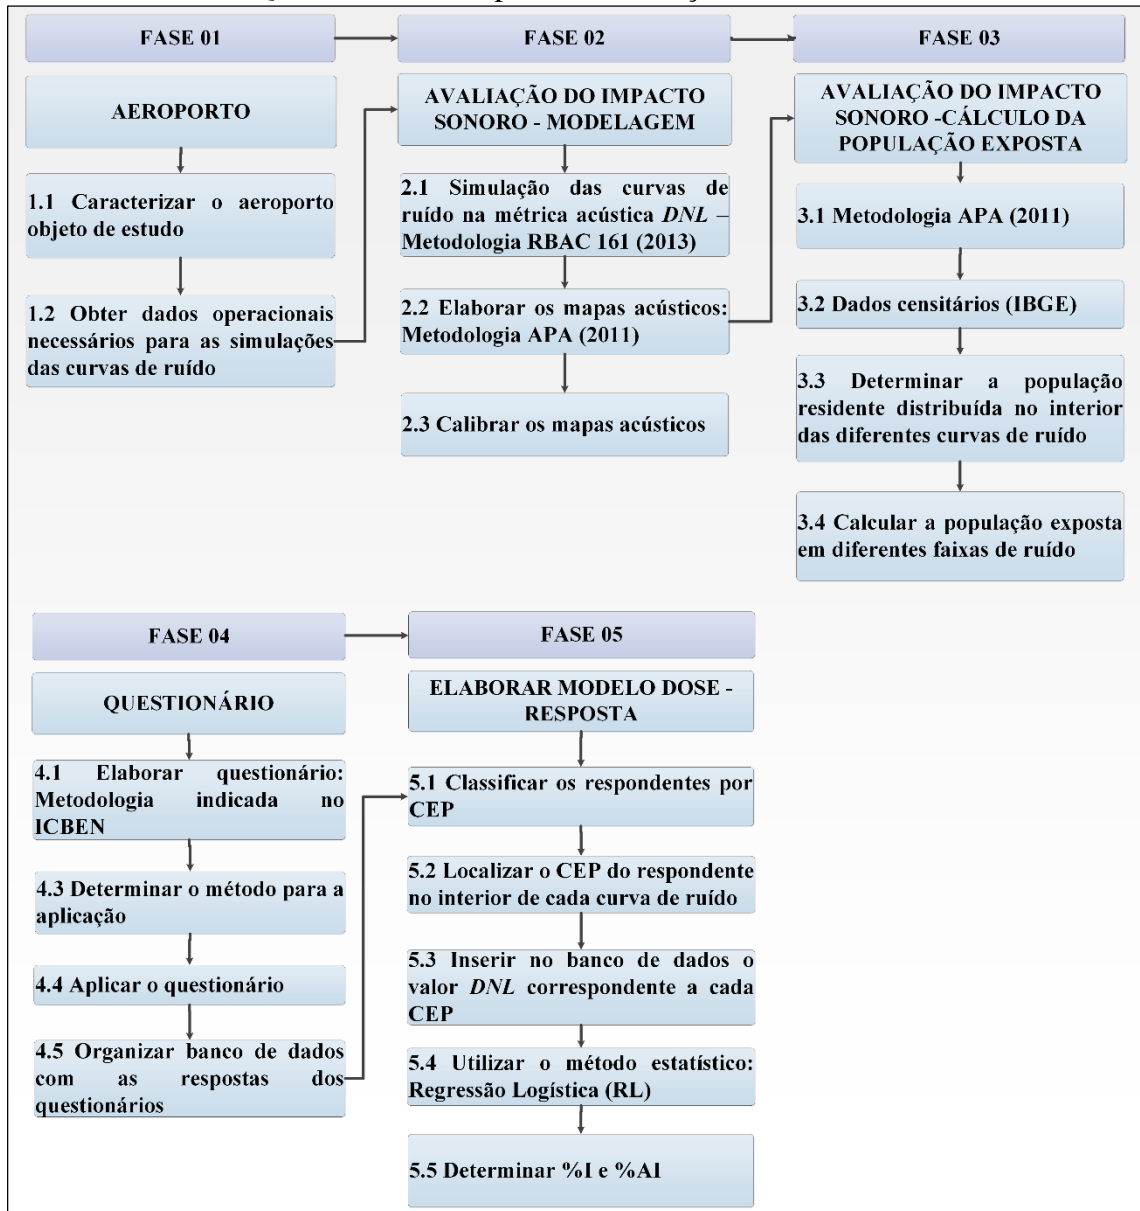 FASE 01
FASE 02
FASE 03
AEROPORTO
1.1 Caracterizar o aeroporto
objeto de estudo
1.2 Obter dados operacionais
necessários para as simulações
das curvas de ruído
AVALIAÇÃO DO IMPACTO
SONORO - MODELAGEM
2.1 Simulação das curvas de
ruído na métrica acústica DNL –
Metodologia RBAC 161 (2013)
2.2 Elaborar os mapas acústicos:
Metodologia APA (2011)
2.3 Calibrar os mapas acústicos
AVALIAÇÃO DO IMPACTO
SONORO -CÁLCULO DA
POPULAÇÃO EXPOSTA
3.1 Metodologia APA (2011)
3.2 Dados censitários (IBGE)
3.3 Determinar a população
residente distribuída no interior
das diferentes curvas de ruído
3.4 Calcular a população exposta
em diferentes faixas de ruído
FASE 04
FASE 05
QUESTIONÁRIO
4.1 Elaborar questionário:
Metodologia indicada no
ICBEN
4.3 Determinar o método para a
aplicação
4.4 Aplicar o questionário
4.5 Organizar banco de dados
com as respostas dos
questionários
ELABORAR MODELO DOSE -
RESPOSTA
5.1 Classificar os respondentes por
CEP
5.2 Localizar o CEP do respondente
no interior de cada curva de ruído
5.3 Inserir no banco de dados o
valor DNL correspondente a cada
CEP
5.4 Utilizar o método estatístico:
Regressão Logística (RL)
5.5 Determinar %I e %AI